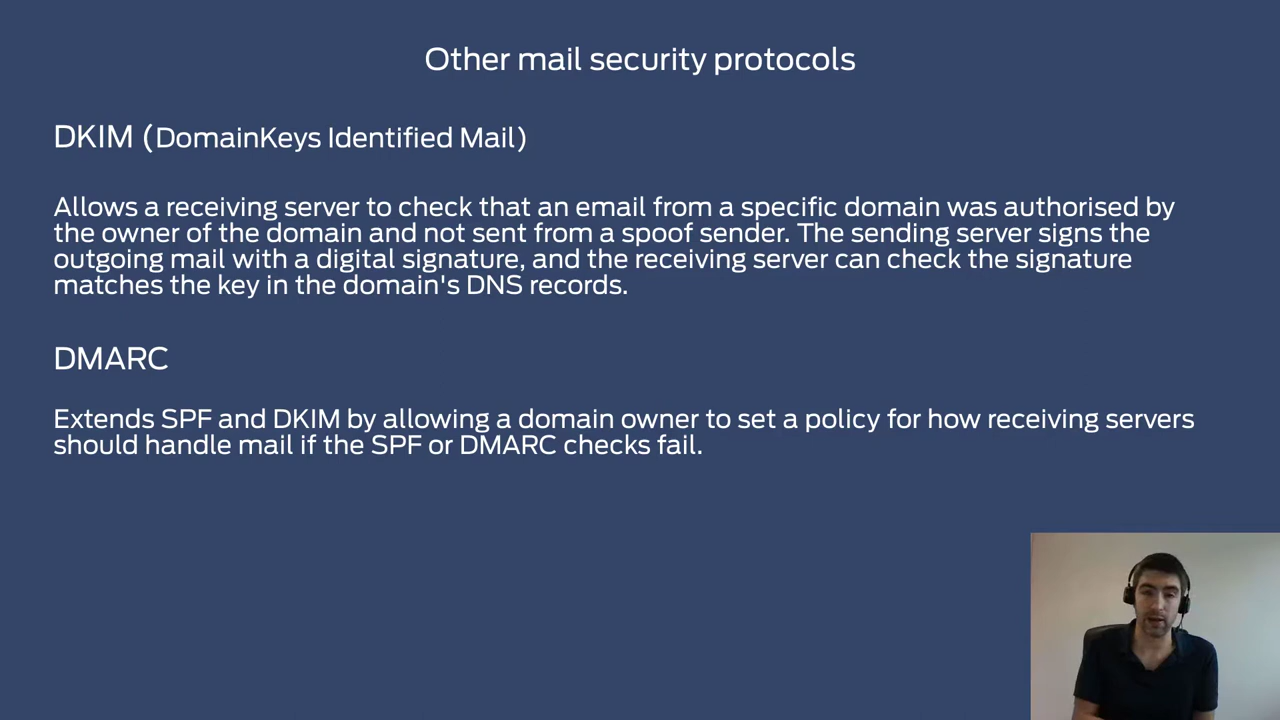 Other mail security protocols
DKIM (DomainKeys Identified Mail)
Allows a receiving server to check that an email from a specific domain was authorised by
the owner of the domain and not sent from a spoof sender. The sending server signs the
outgoing mail with a digital signature, and the receiving server can check the signature
matches the key in the domain's DNS records.
DMARC
Extends SPF and DKIM by allowing a domain owner to set a policy for how receiving servers
should handle mail if the SPF or DMARC checks fail.